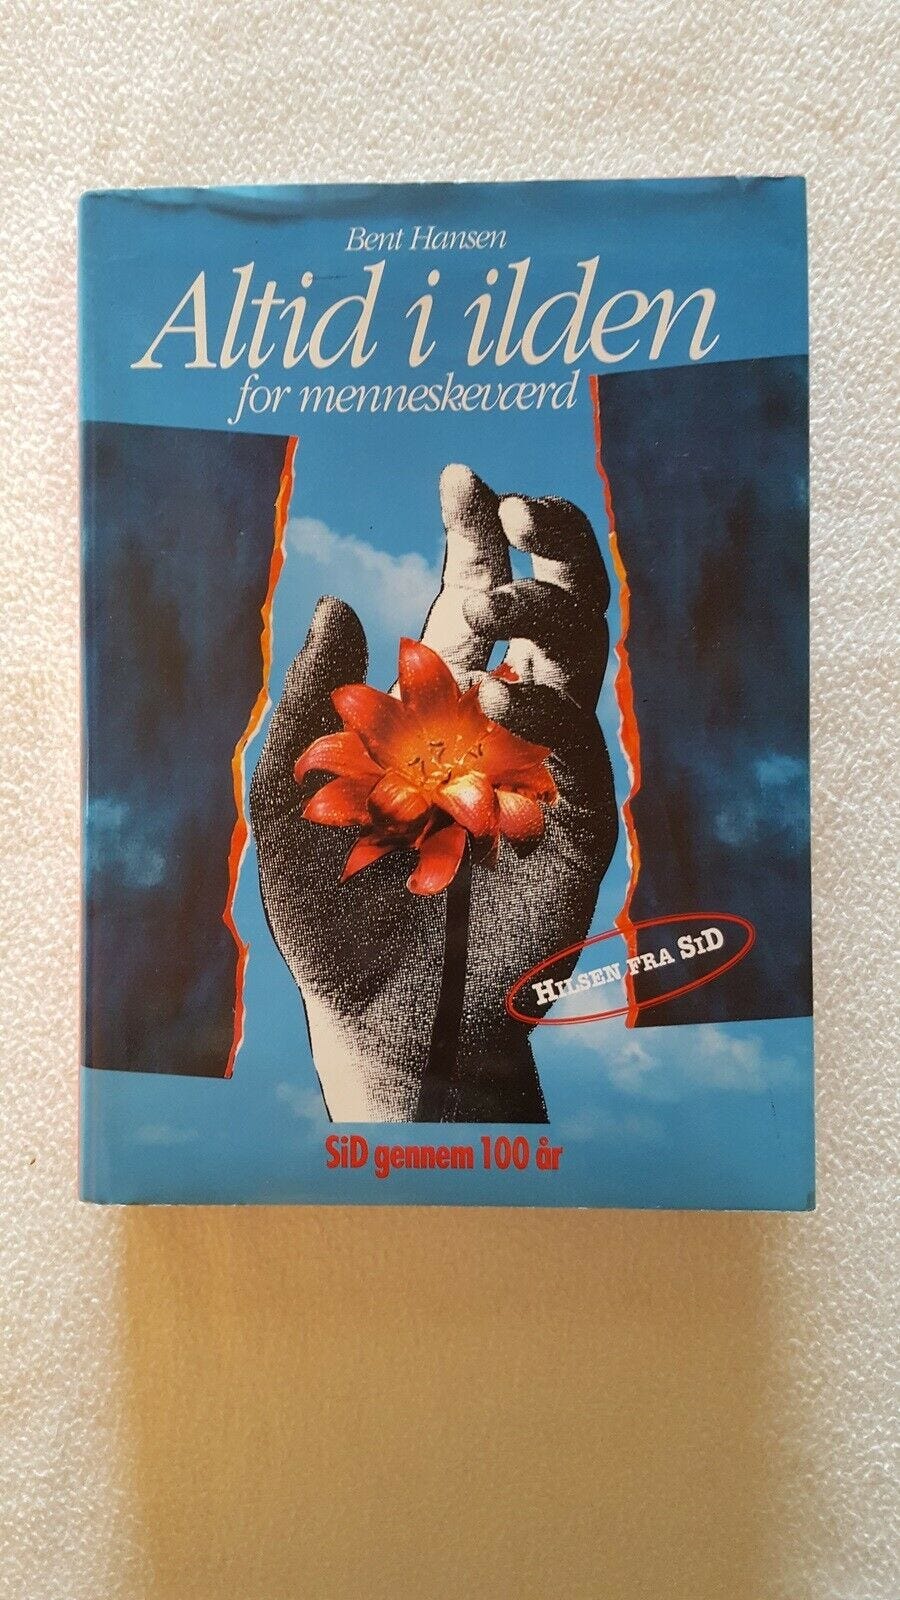 Bent Hansen
Altid i ilden
for menneskeværd
HILSEN FRA SID
SiD gennem 100 år